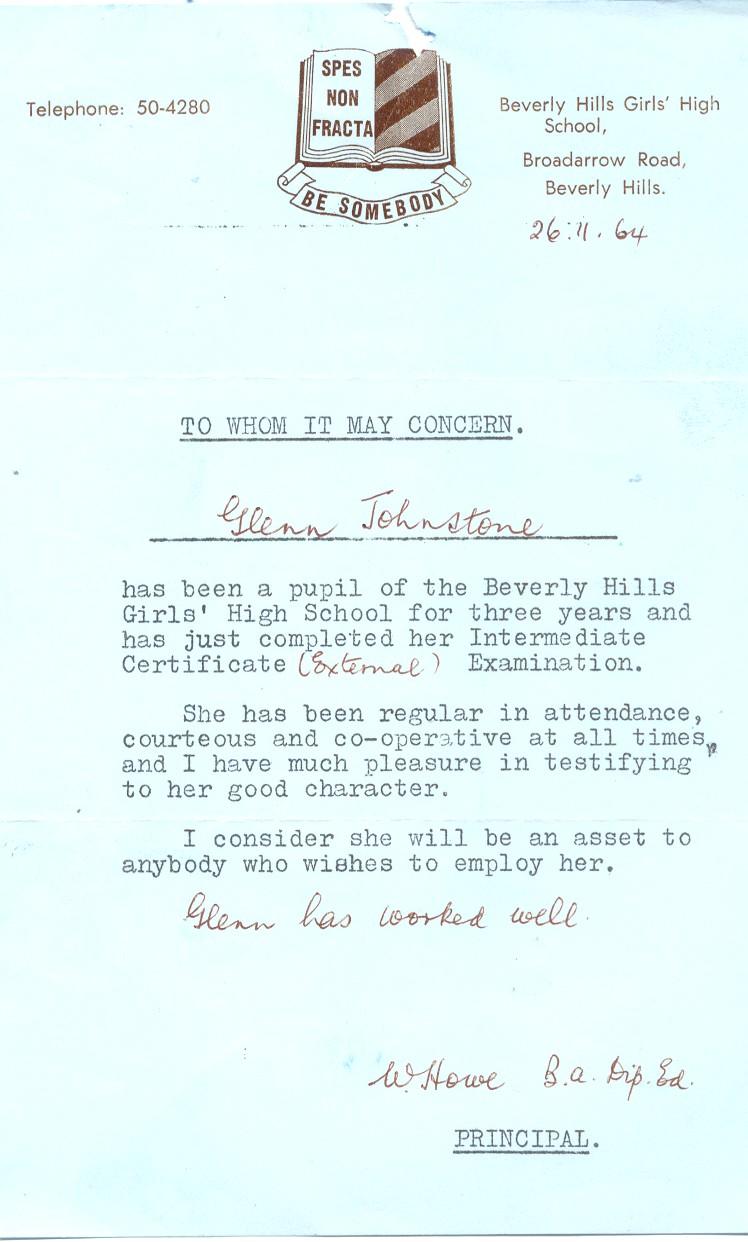 SPES
NON
FRACTA
BE SOMEBODY
Telephone: 50-4280
Beverly Hills Girls' High
School,
Broadarrow Road,
Beverly Hills.
26.11.64
TO WHOM IT MAY CONCERN.
Glenn Johnstone
has been a pupil of the Beverly Hills
Girls' High School for three years and
has just completed her Intermediate
Certificate (External) Examination.
She has been regular in attendance,
courteous and co-operative at all times,
and I have much pleasure in testifying
to her good character.
I consider she will be an asset to
anybody who wishes to employ her.
Glenn has worked well.
W. Howe B.a. Dip. Ed.
PRINCIPAL.